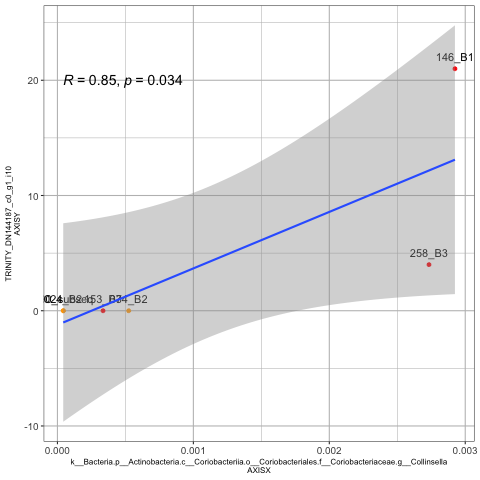 146_B1
R = 0.85, p = 0.034
258_B3
074_B2
20
10
0
-10
TRINITY_DN144187_c0_g1_i10
AXISY
0.000 0.001 0.002 0.003
k__Bacteria.p__Actinobacteria.c__Coriobacteriia.o__Coriobacteriales.f__Coriobacteriaceae.g__Collinsella
AXISX